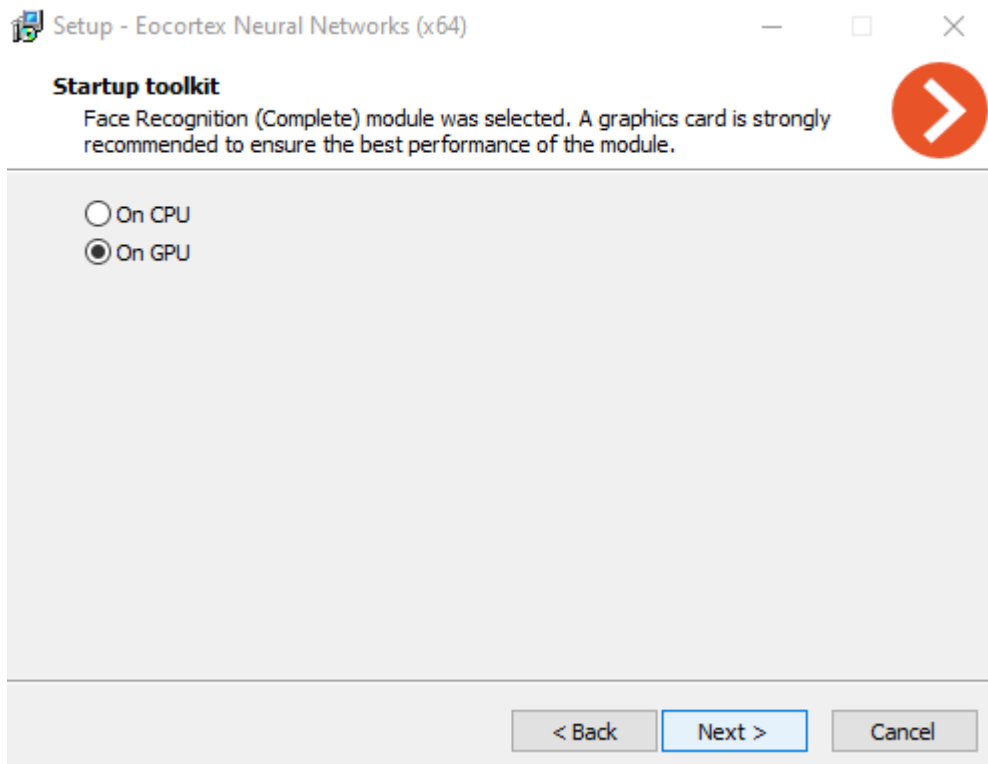 Setup - Eocortex Neural Networks (x64)
Startup toolkit
Face Recognition (Complete) module was selected. A graphics card is strongly
recommended to ensure the best performance of the module.
On CPU
On GPU
< Back
Next >
Cancel